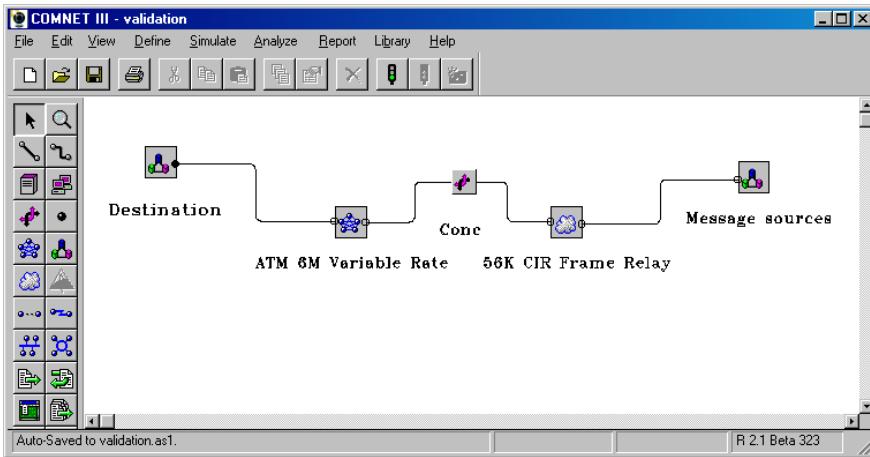 COMNET III - validation
File Edit View Define Simulate Analyze Report Library Help
Destination
Conc
Message sources
ATM 6M Variable Rate
56K CIR Frame Relay
Auto-Saved to validation.as1.
R 2.1 Beta 323